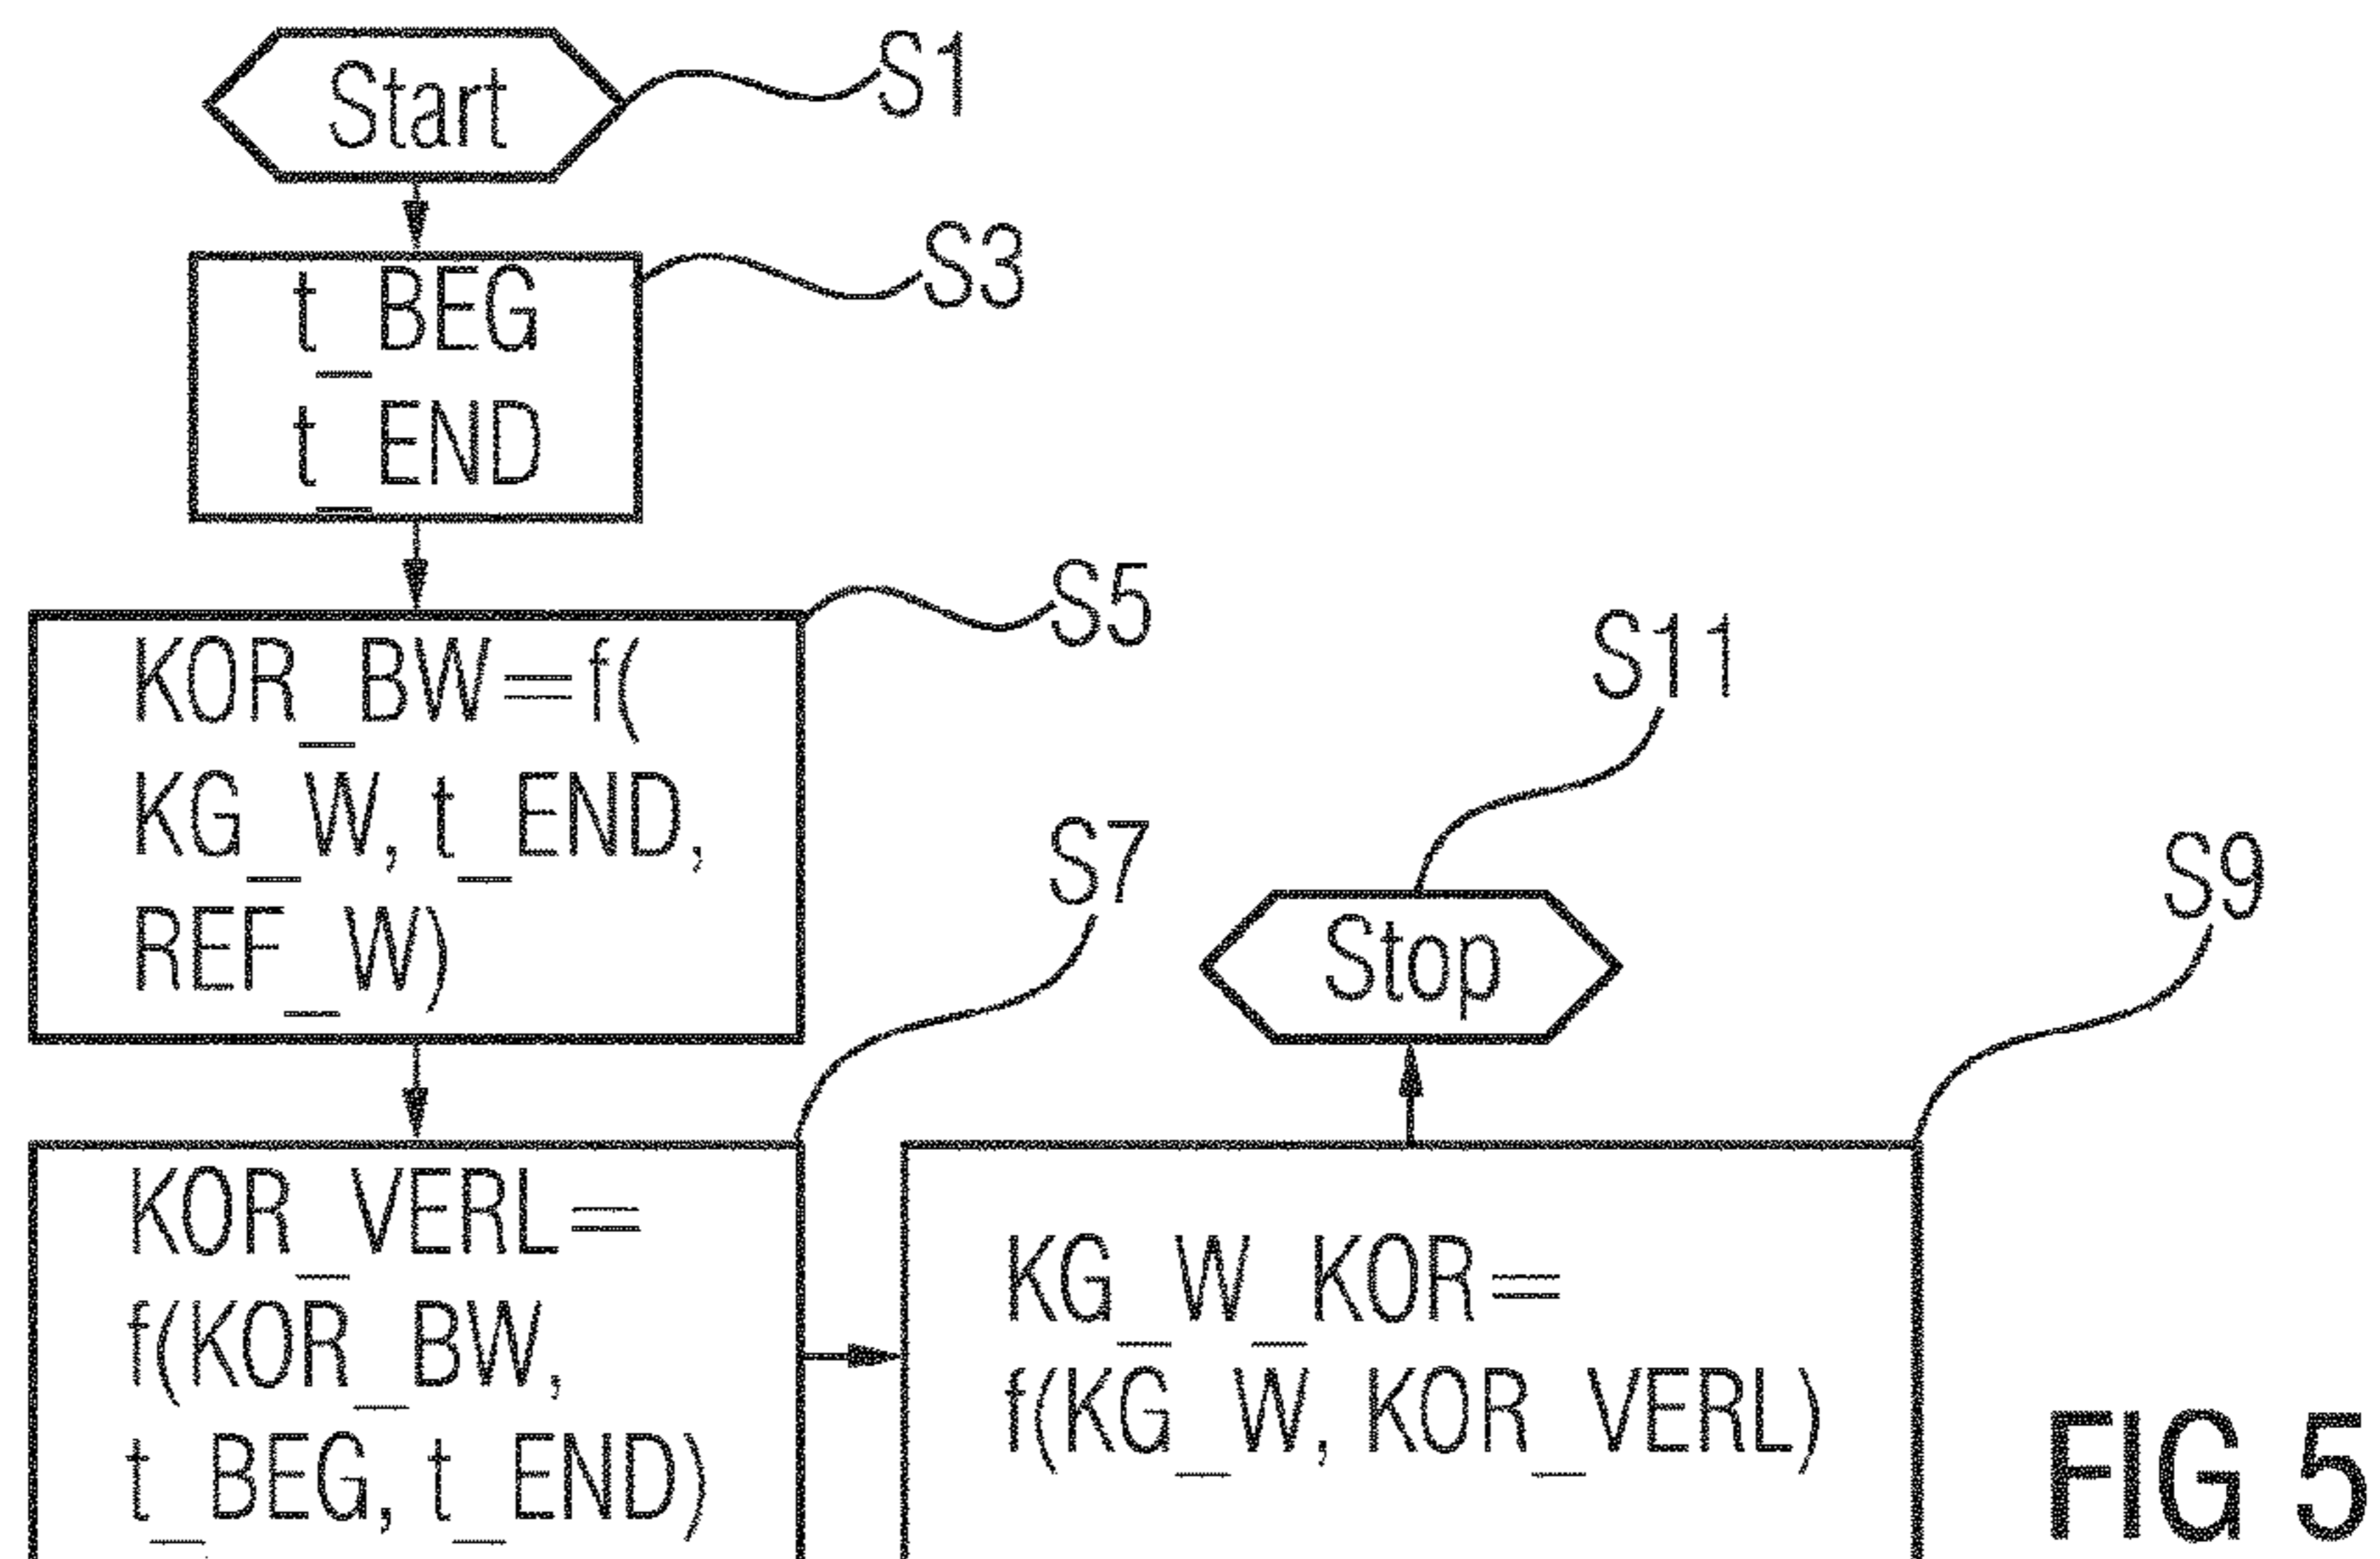 Start
S1
t_BEG
t_END
S3
KOR_BW=f(
KG_W, t_END,
REF_W)
S5
KOR_VERL=
f(KOR_BW,
t_BEG, t_END)
S7
KG_W_KOR=
f(KG_W, KOR_VERL)
S9
Stop
S11
FIG 5